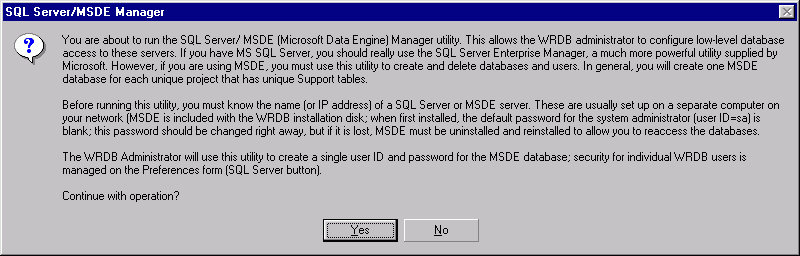 SQL Server/MSDE Manager
You are about to run the SQL Server/ MSDE (Microsoft Data Engine) Manager utility. This allows the WRDB administrator to configure low-level database
access to these servers. If you have MS SQL Server, you should really use the SQL Server Enterprise Manager, a much more powerful utility supplied by
Microsoft. However, if you are using MSDE, you must use this utility to create and delete databases and users. In general, you will create one MSDE
database for each unique project that has unique Support tables.
Before running this utility, you must know the name (or IP address) of a SQL Server or MSDE server. These are usually set up on a separate computer on
your network (MSDE is included with the WRDB installation disk; when first installed, the default password for the system administrator (user ID=sa) is
blank; this password should be changed right away, but if it is lost, MSDE must be uninstalled and reinstalled to allow you to reaccess the databases.
The WRDB Administrator will use this utility to create a single user ID and password for the MSDE database; security for individual WRDB users is
managed on the Preferences form (SQL Server button).
Continue with operation?
Yes No